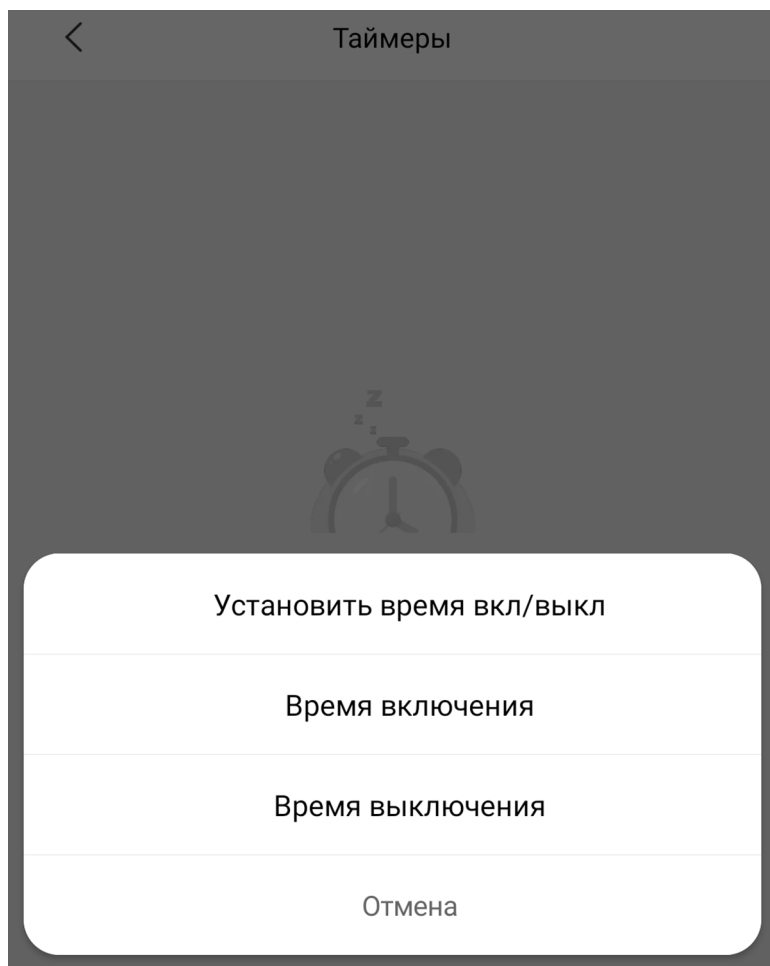 Таймеры
z
z
z
Установить время вкл/выкл
Время включения
Время выключения
Отмена